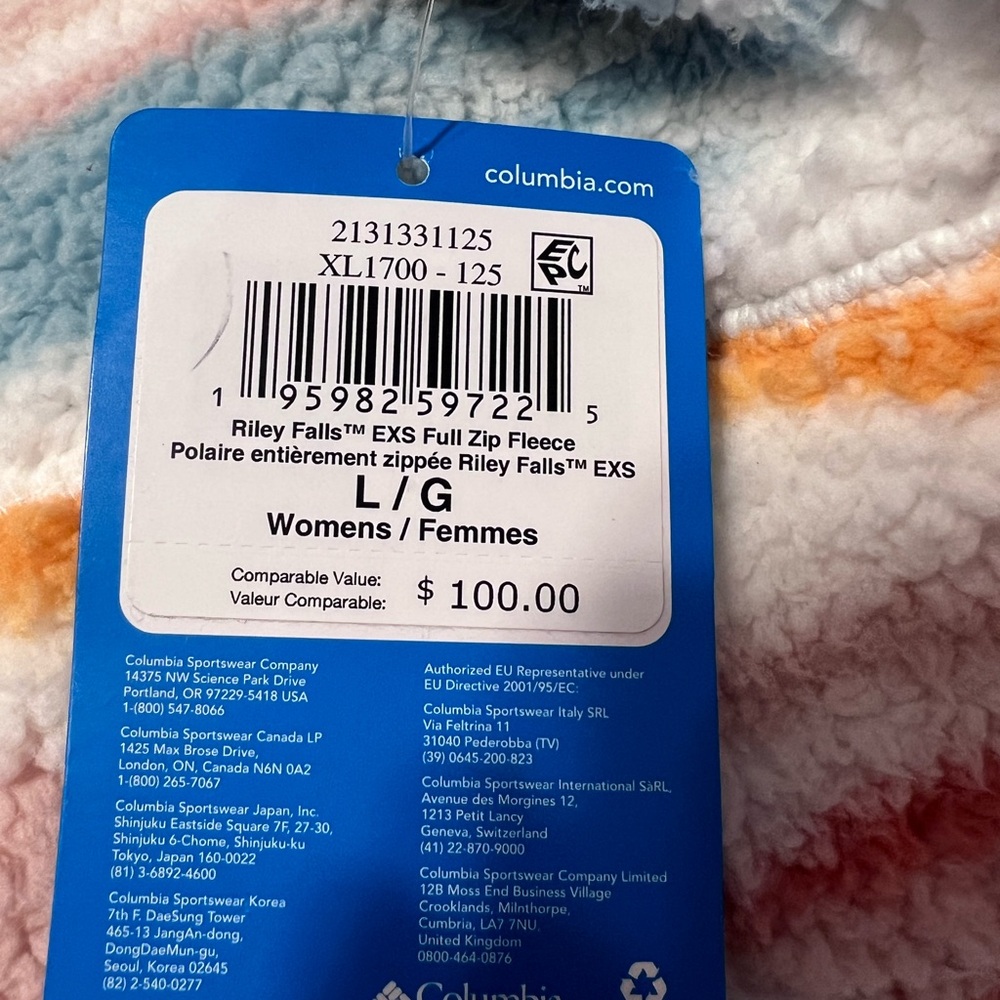 columbia.com
2131331125
XL1700 - 125
EPC
TM
1 95982 59722 5
Riley Falls™ EXS Full Zip Fleece
Polaire entièrement zippée Riley Falls™ EXS
L / G
Womens / Femmes
Comparable Value:
Valeur Comparable:
$ 100.00
Columbia Sportswear Company
14375 NW Science Park Drive
Portland, OR 97229-5418 USA
1-(800) 547-8066
Columbia Sportswear Canada LP
1425 Max Brose Drive,
London, ON, Canada N6N 0A2
1-(800) 265-7067
Columbia Sportswear Japan, Inc.
Shinjuku Eastside Square 7F, 27-30,
Shinjuku 6-Chome, Shinjuku-ku
Tokyo, Japan 160-0022
(81) 3-6892-4600
Columbia Sportswear Korea
7th F. DaeSung Tower
465-13 JangAn-dong,
DongDaeMun-gu,
Seoul, Korea 02645
(82) 2-540-0277
Authorized EU Representative under
EU Directive 2001/95/EC:
Columbia Sportswear Italy SRL
Via Feltrina 11
31040 Pederobba (TV)
(39) 0645-200-823
Columbia Sportswear International SàRL,
Avenue des Morgines 12,
1213 Petit Lancy
Geneva, Switzerland
(41) 22-870-9000
Columbia Sportswear Company Limited
12B Moss End Business Village
Crooklands, Milnthorpe,
Cumbria, LA7 7NU,
United Kingdom
0800-464-0876
Columbia